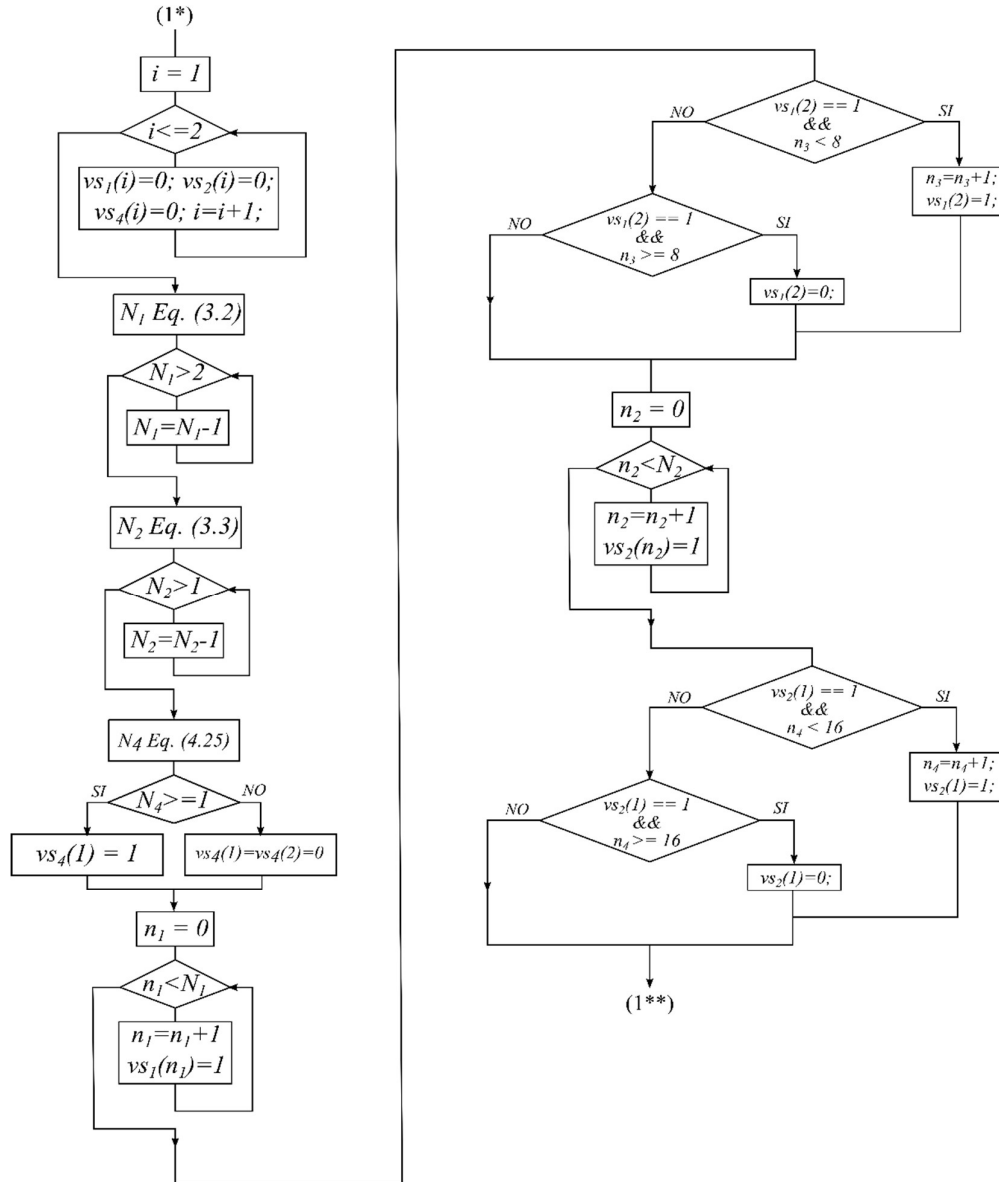 (1*)
i = 1
i<=2
vs₁(i)=0; vs₂(i)=0;
vs₄(i)=0; i=i+1;
N₁ Eq. (3.2)
N₁>2
N₁=N₁-1
N₂ Eq. (3.3)
N₂>1
N₂=N₂-1
N₄ Eq. (4.25)
SI
N₄>=1
NO
vs₄(1) = 1
vs₄(1)=vs₄(2)=0
n₁ = 0
n₁<N₁
n₁=n₁+1
vs₁(n₁)=1
NO
vs₁(2) == 1
&&
n₃ < 8
SI
n₃=n₃+1;
vs₁(2)=1;
NO
vs₁(2) == 1
&&
n₃ >= 8
SI
vs₁(2)=0;
n₂ = 0
n₂<N₂
n₂=n₂+1
vs₂(n₂)=1
NO
vs₂(1) == 1
&&
n₄ < 16
SI
n₄=n₄+1;
vs₂(1)=1;
NO
vs₂(1) == 1
&&
n₄ >= 16
SI
vs₂(1)=0;
(1**)